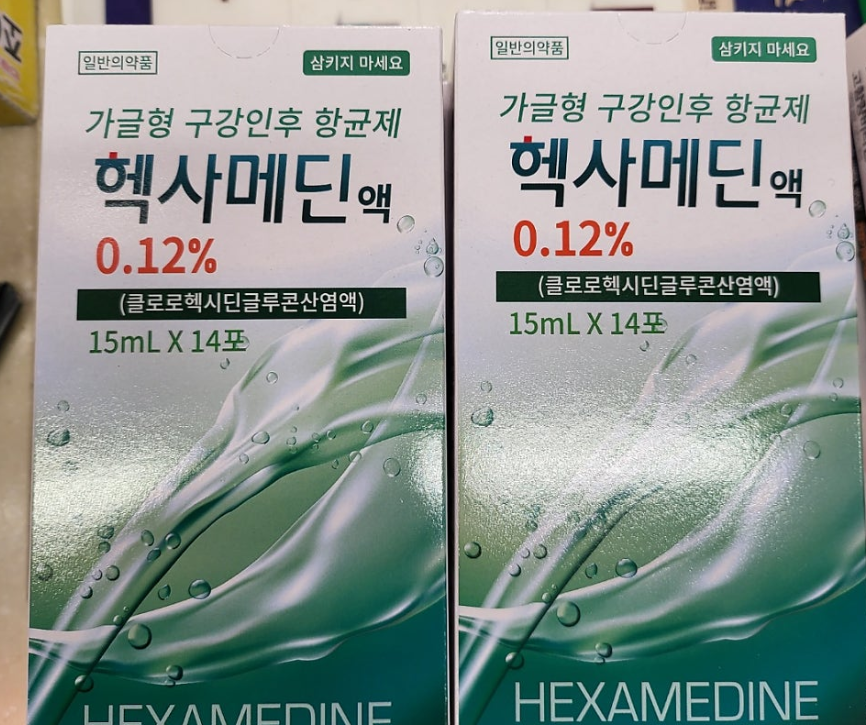 일반의약품
삼키지 마세요
가글형 구강인후 항균제
헥사메딘액
0.12%
(클로로헥시딘글루콘산염액)
15mL X 14포
HEXAMEDINE
일반의약품
삼키지 마세요
가글형 구강인후 항균제
헥사메딘액
0.12%
(클로로헥시딘글루콘산염액)
15mL X 14포
HEXAMEDINE